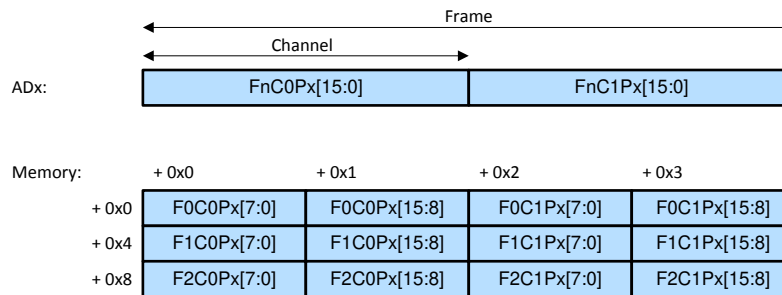 Frame
Channel
ADx: FnC0Px[15:0] FnC1Px[15:0]
Memory: + 0x0 + 0x1 + 0x2 + 0x3
+ 0x0 F0C0Px[7:0] F0C0Px[15:8] F0C1Px[7:0] F0C1Px[15:8]
+ 0x4 F1C0Px[7:0] F1C0Px[15:8] F1C1Px[7:0] F1C1Px[15:8]
+ 0x8 F2C0Px[7:0] F2C0Px[15:8] F2C1Px[7:0] F2C1Px[15:8]